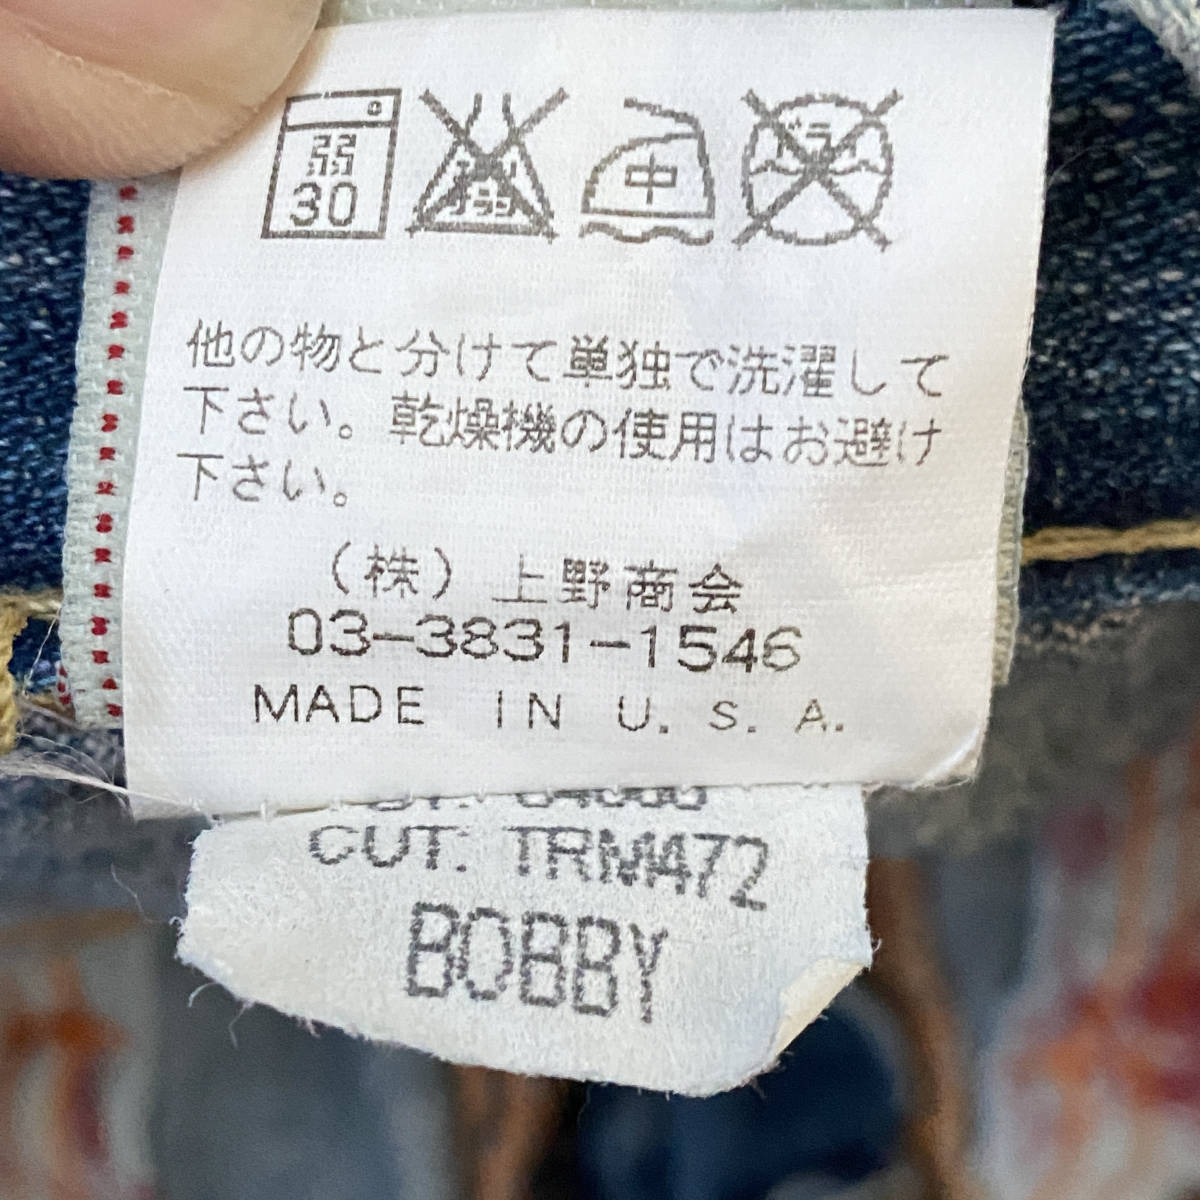 弱
30
中
他の物と分けて単独で洗濯して
下さい。乾燥機の使用はお避け
下さい。
(株) 上野商会
03-3831-1546
MADE IN U.S.A.
CUT: TRM472
BOBBY